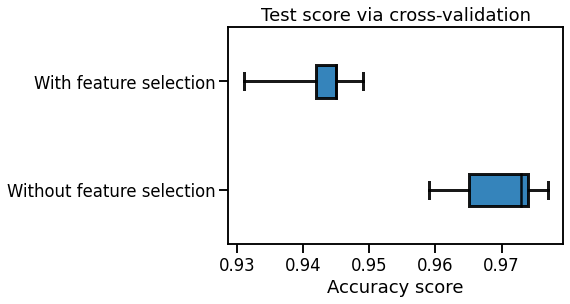 Test score via cross-validation
With feature selection
Without feature selection
0.93 0.94 0.95 0.96 0.97
Accuracy score